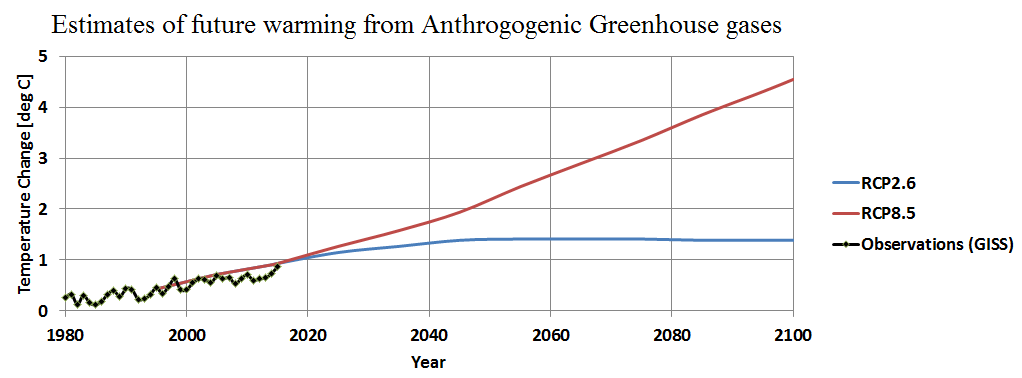 Estimates of future warming from Anthrogogenic Greenhouse gases
Temperature Change [deg C]
5
4
3
2
1
0
1980 2000 2020 2040 2060 2080 2100
Year
RCP2.6
RCP8.5
Observations (GISS)